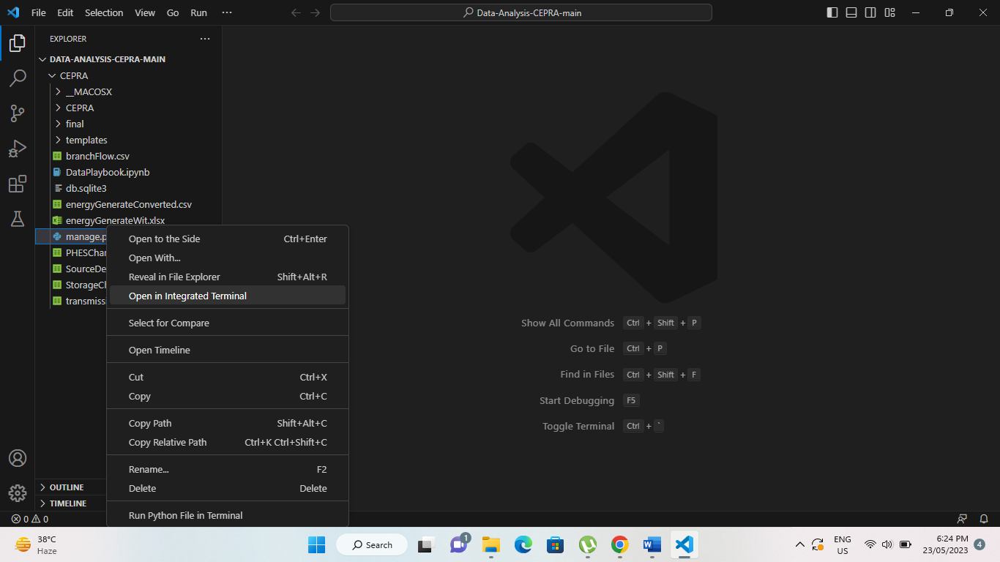 File Edit Selection View Go Run ··· Data-Analysis-CEPRA-main
EXPLORER ···
DATA-ANALYSIS-CEPRA-MAIN
CEPRA
__MACOSX
CEPRA
final
templates
branchFlow.csv
DataPlaybook.ipynb
db.sqlite3
energyGenerateConverted.csv
energyGenerateWit.xlsx
manage.p
PHESChar
SourceDe
StorageCl
transmiss
OUTLINE
TIMELINE
Open to the Side Ctrl+Enter
Open With...
Reveal in File Explorer Shift+Alt+R
Open in Integrated Terminal
Select for Compare
Open Timeline
Cut Ctrl+X
Copy Ctrl+C
Copy Path Shift+Alt+C
Copy Relative Path Ctrl+K Ctrl+Shift+C
Rename... F2
Delete Delete
Run Python File in Terminal
Show All Commands Ctrl + Shift + P
Go to File Ctrl + P
Find in Files Ctrl + Shift + F
Start Debugging F5
Toggle Terminal Ctrl + `
0 0
38°C
Haze
Search
1
ENG
US
6:24 PM
23/05/2023
4